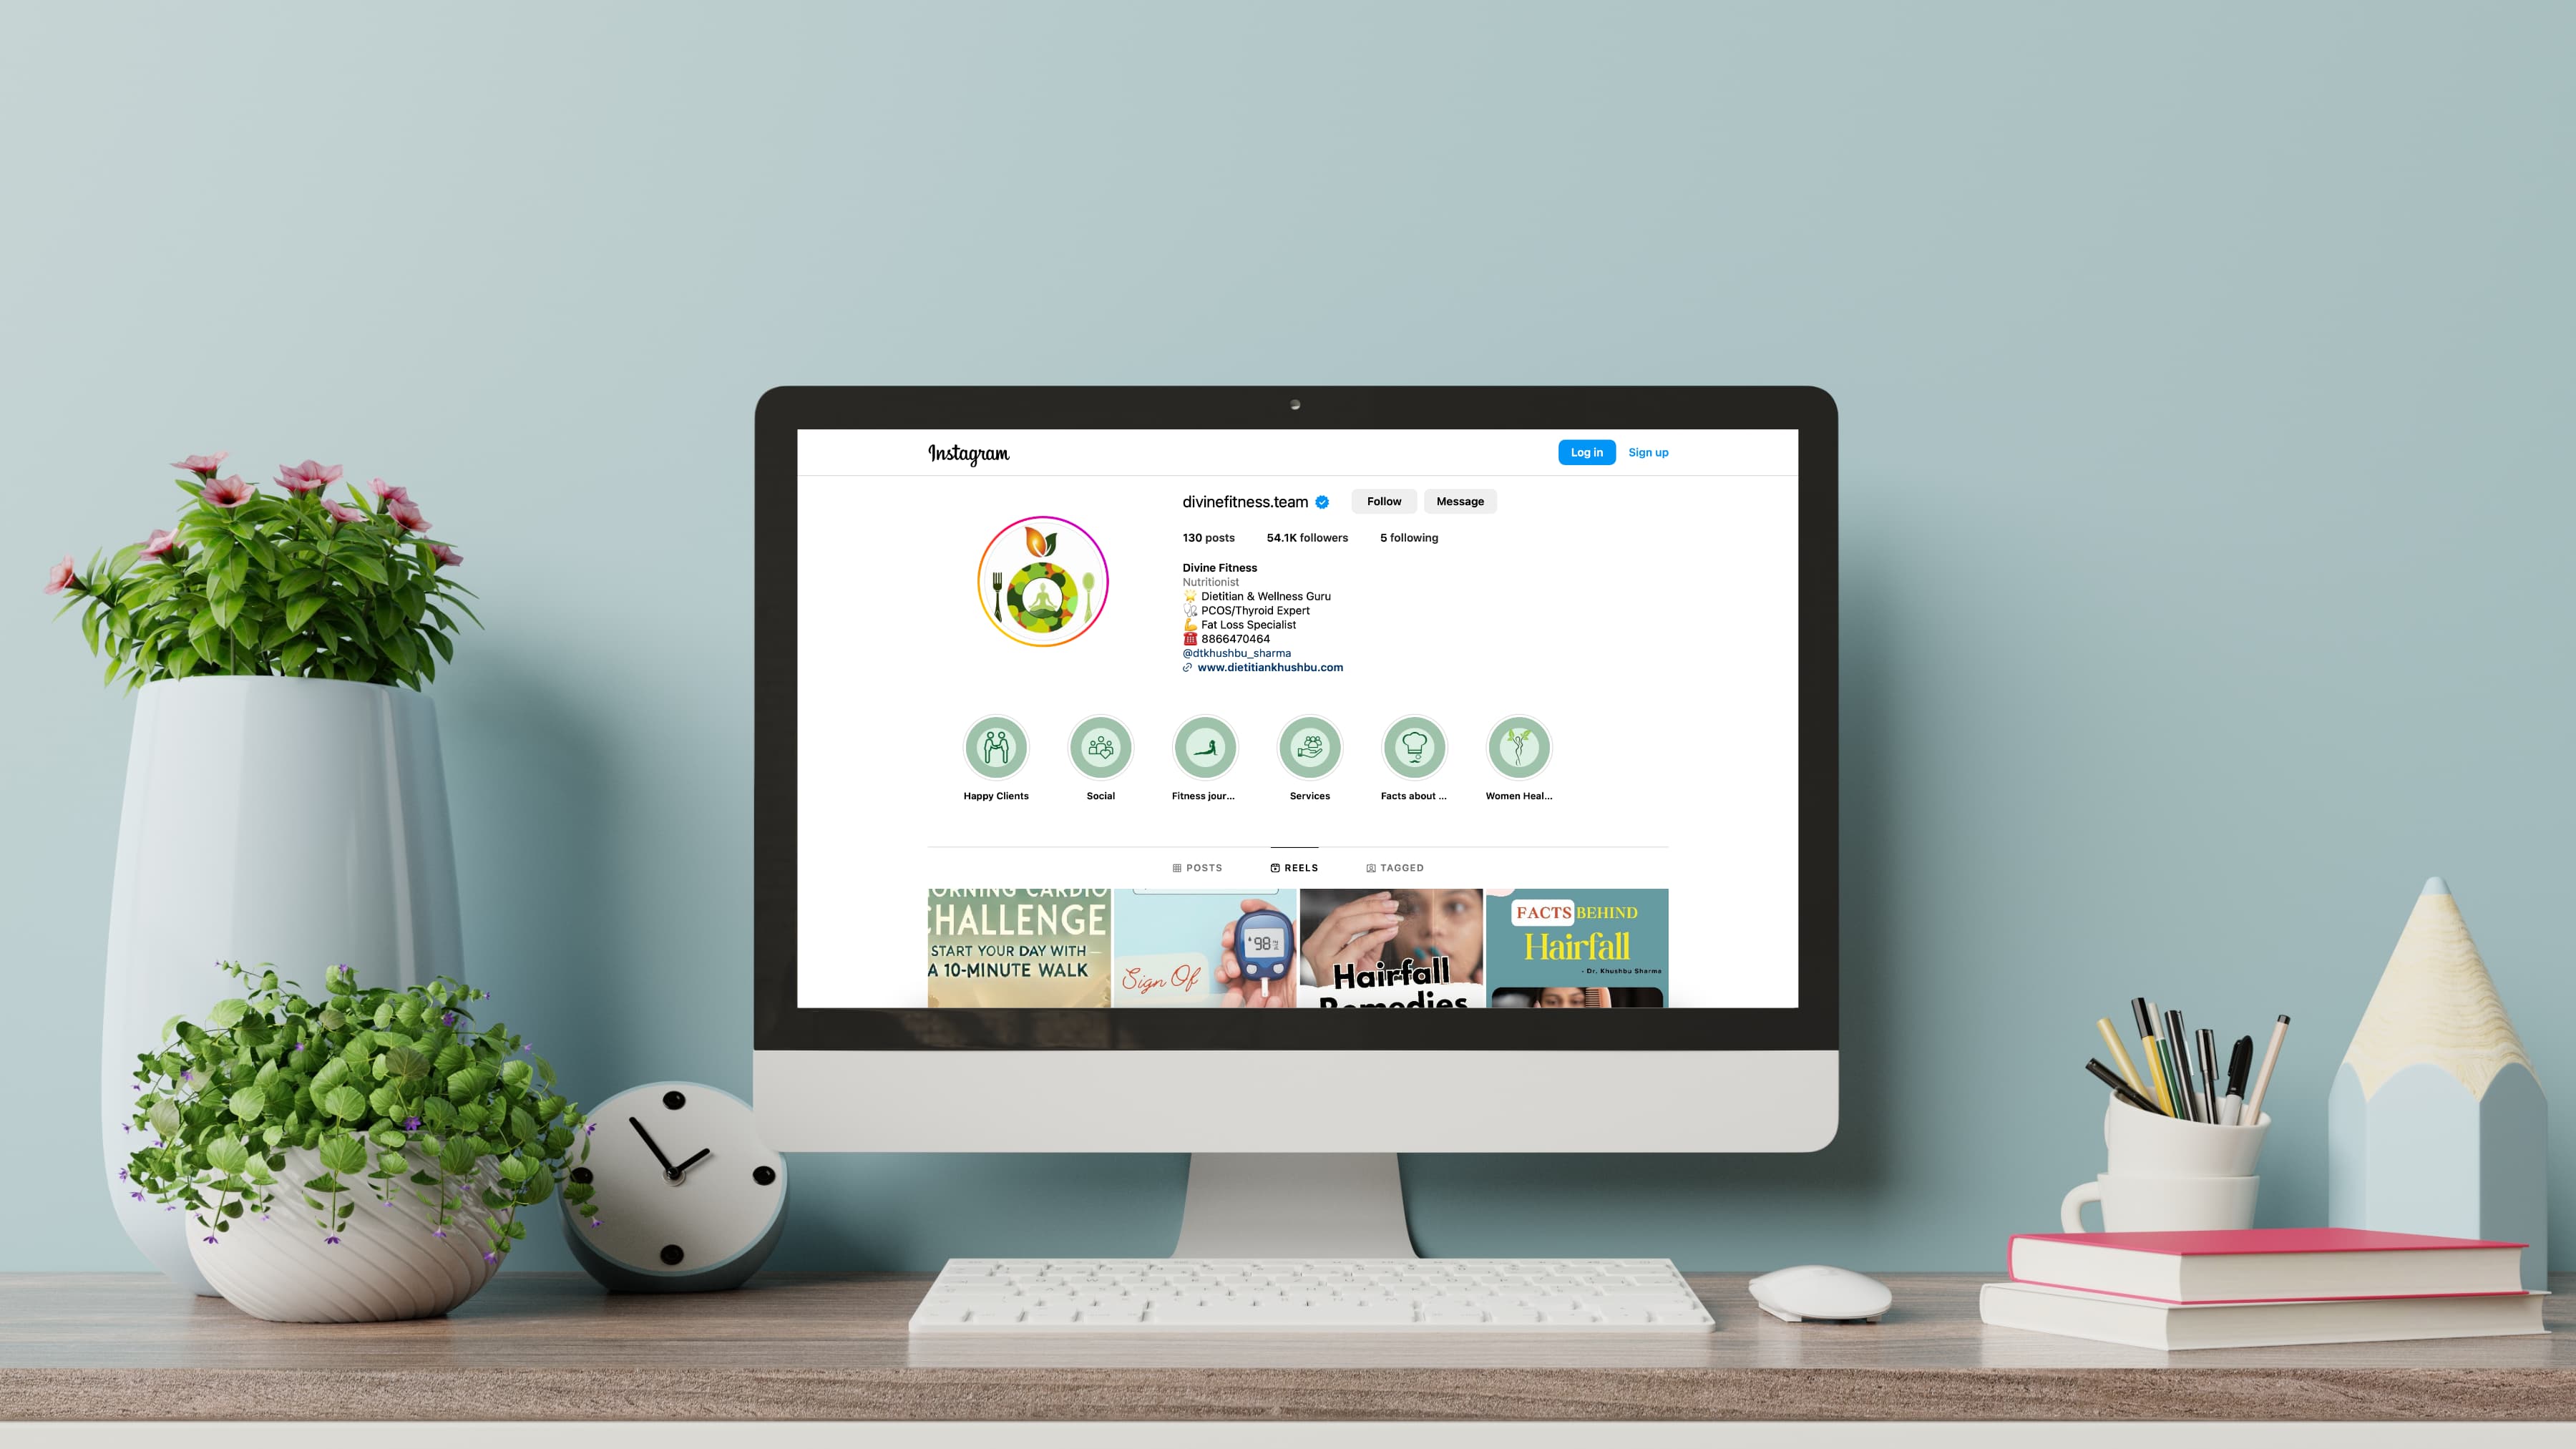 Instagram
Log in
Sign up
divinefitness.team
Follow
Message
130 posts
54.1K followers
5 following
Divine Fitness
Nutritionist
🌟 Dietitian & Wellness Guru
🩺 PCOS/Thyroid Expert
💪 Fat Loss Specialist
☎️ 8866470464
@dtkhushbu_sharma
www.dietitiankhushbu.com
Happy Clients
Social
Fitness jour...
Services
Facts about ...
Women Heal...
POSTS
REELS
TAGGED
ORNING CARDIO
CHALLENGE
START YOUR DAY WITH
A 10-MINUTE WALK
98
Sign Of
Hairfall
Remedies
FACTS BEHIND
Hairfall
- Dr. Khushbu Sharma